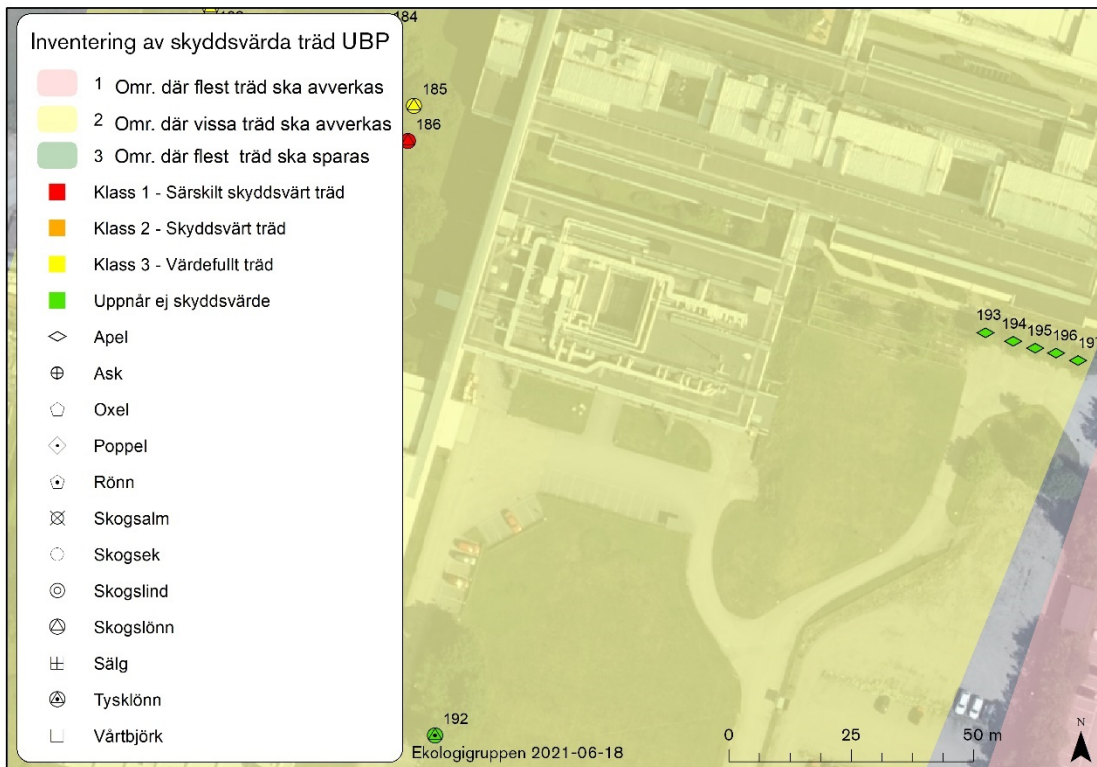 Inventering av skyddsvärda träd UBP
1 Omr. där flest träd ska avverkas
2 Omr. där vissa träd ska avverkas
3 Omr. där flest träd ska sparas
Klass 1 - Särskilt skyddsvärt träd
Klass 2 - Skyddsvärt träd
Klass 3 - Värdefullt träd
Uppnår ej skyddsvärde
Apel
Ask
Oxel
Poppel
Rönn
Skogsalm
Skogsek
Skogslind
Skogslönn
Sälg
Tysklönn
Vårtbjörk
184
185
186
193
194
195
196
197
192
Ekologigruppen 2021-06-18
0 25 50 m
N